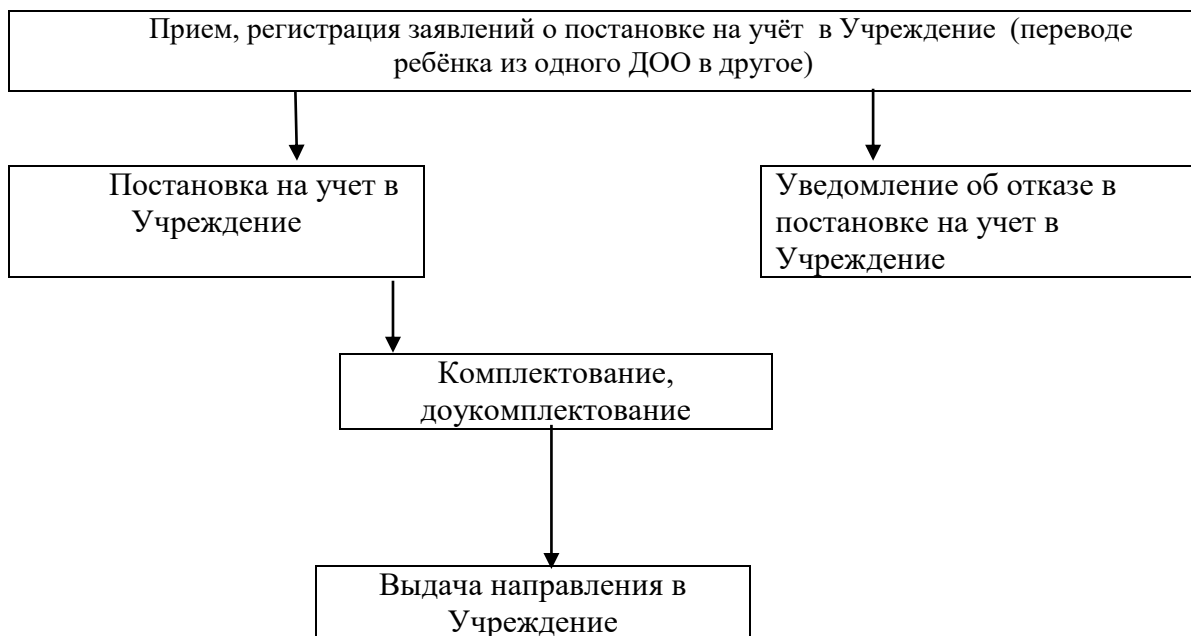 Прием, регистрация заявлений о постановке на учёт в Учреждение (переводе
ребёнка из одного ДОО в другое)
Постановка на учет в
Учреждение
Уведомление об отказе в
постановке на учет в
Учреждение
Комплектование,
доукомплектование
Выдача направления в
Учреждение